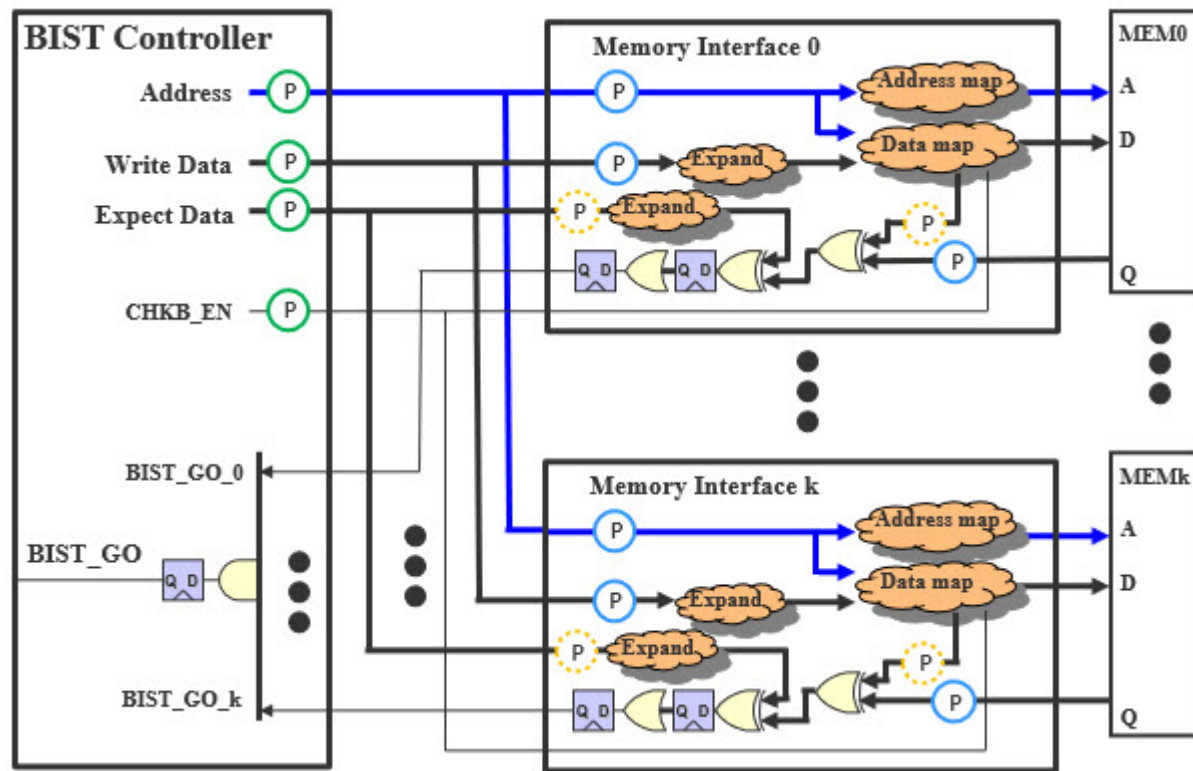 BIST Controller
Address
P
Write Data
P
Expect Data
P
CHKB_EN
P
BIST_GO_0
BIST_GO
Q D
BIST_GO_k
Memory Interface 0
P
Address map
P
Expand
Data map
P
Expand
P
Q D
Q D
P
MEM0
A
D
Q
Memory Interface k
P
Address map
P
Expand
Data map
P
Expand
P
Q D
Q D
P
MEMk
A
D
Q